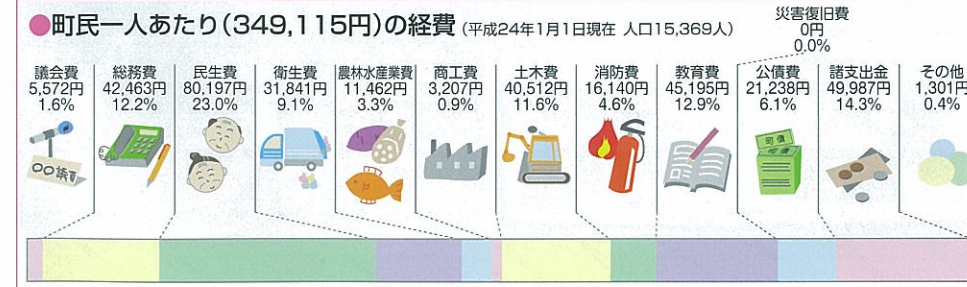 ●町民一人あたり(349,115円)の経費 (平成24年1月1日現在 人口15,369人)
災害復旧費
0円
0.0%
議会費
5,572円
1.6%
総務費
42,463円
12.2%
民生費
80,197円
23.0%
衛生費
31,841円
9.1%
農林水産業費
11,462円
3.3%
商工費
3,207円
0.9%
土木費
40,512円
11.6%
消防費
16,140円
4.6%
教育費
45,195円
12.9%
公債費
21,238円
6.1%
諸支出金
49,987円
14.3%
その他
1,301円
0.4%
〇〇議員
町債